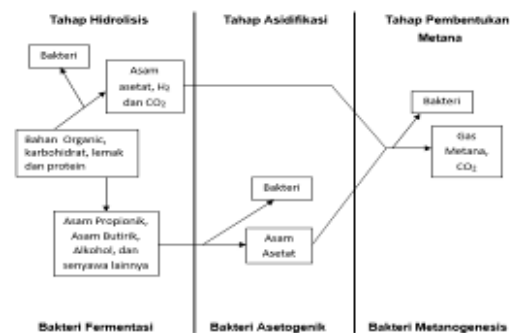 Tahap Hidrolisis
Tahap Asidifikasi
Tahap Pembentukan
Metana
Bakteri
Asam
asetat, H₂
dan CO₂
Bahan Organic,
karbohidrat, lemak
dan protein
Asam Propionik,
Asam Butirik,
Alkohol, dan
senyawa lainnya
Bakteri
Asam
Asetat
Bakteri
Gas
Metana,
CO₂
Bakteri Fermentasi
Bakteri Asetogenik
Bakteri Metanogenesis